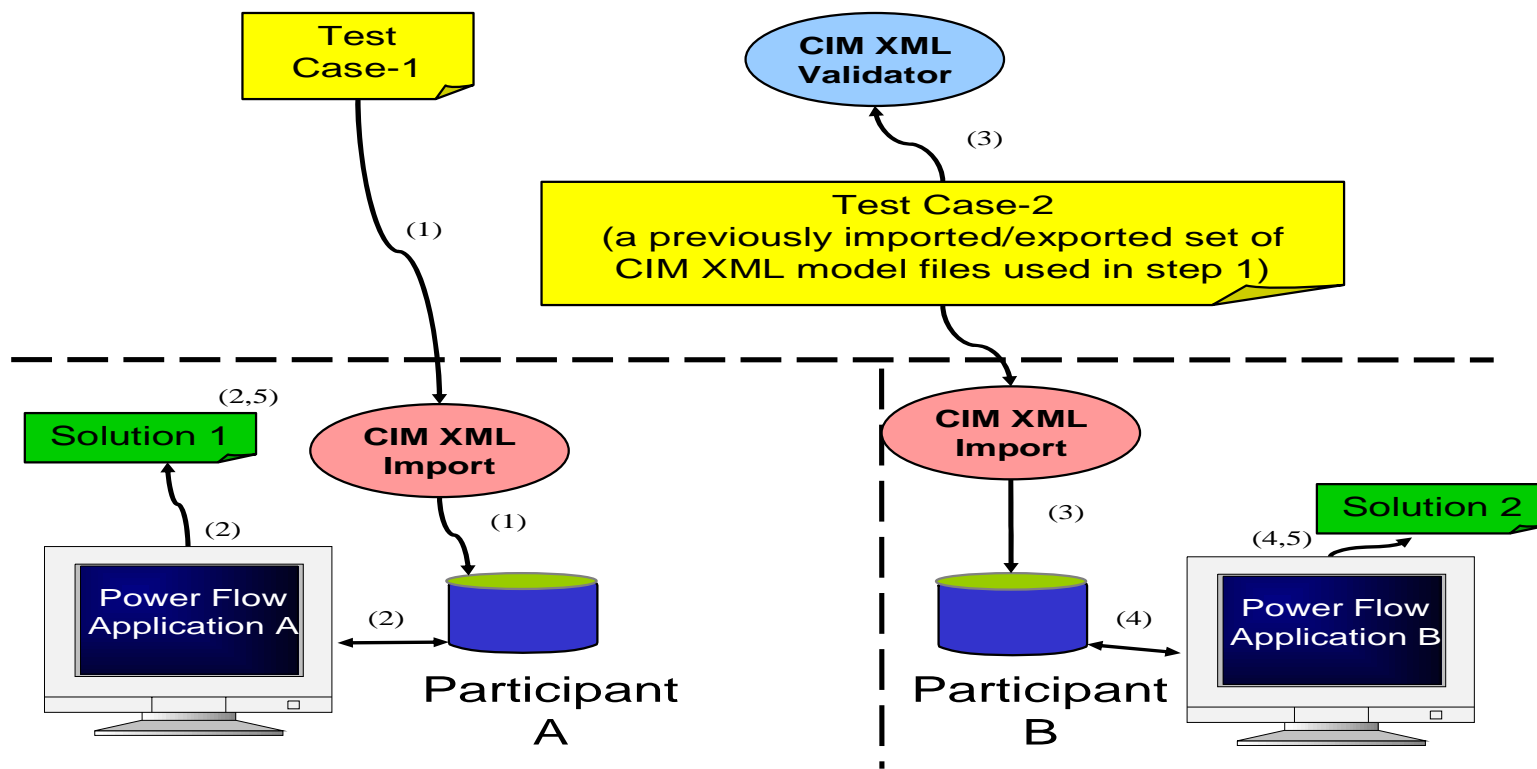 Test
Case-1
CIM XML
Validator
(3)
Test Case-2
(a previously imported/exported set of
CIM XML model files used in step 1)
(1)
(2,5)
Solution 1
CIM XML
Import
CIM XML
Import
(2)
(1)
(3)
Solution 2
(4,5)
Power Flow
Application A
(2)
(4)
Power Flow
Application B
Participant
A
Participant
B